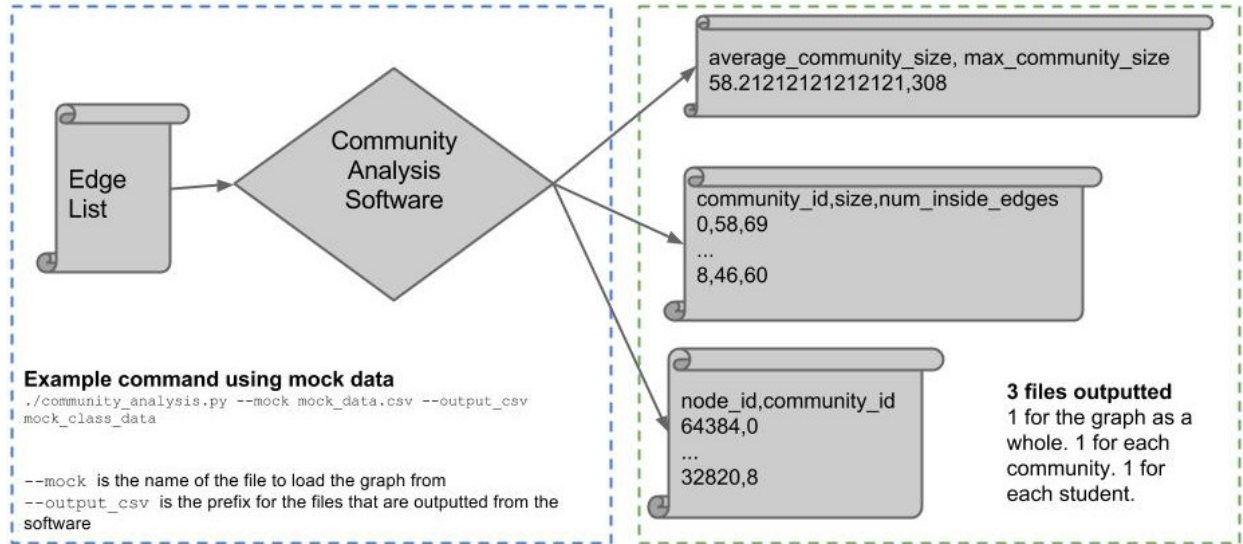 Edge
List
Community
Analysis
Software
Example command using mock data
./community_analysis.py --mock mock_data.csv --output_csv
mock_class_data
--mock is the name of the file to load the graph from
--output_csv is the prefix for the files that are outputted from the
software
average_community_size, max_community_size
58.21212121212121,308
community_id,size,num_inside_edges
0,58,69
...
8,46,60
node_id,community_id
64384,0
...
32820,8
3 files outputted
1 for the graph as a
whole. 1 for each
community. 1 for
each student.